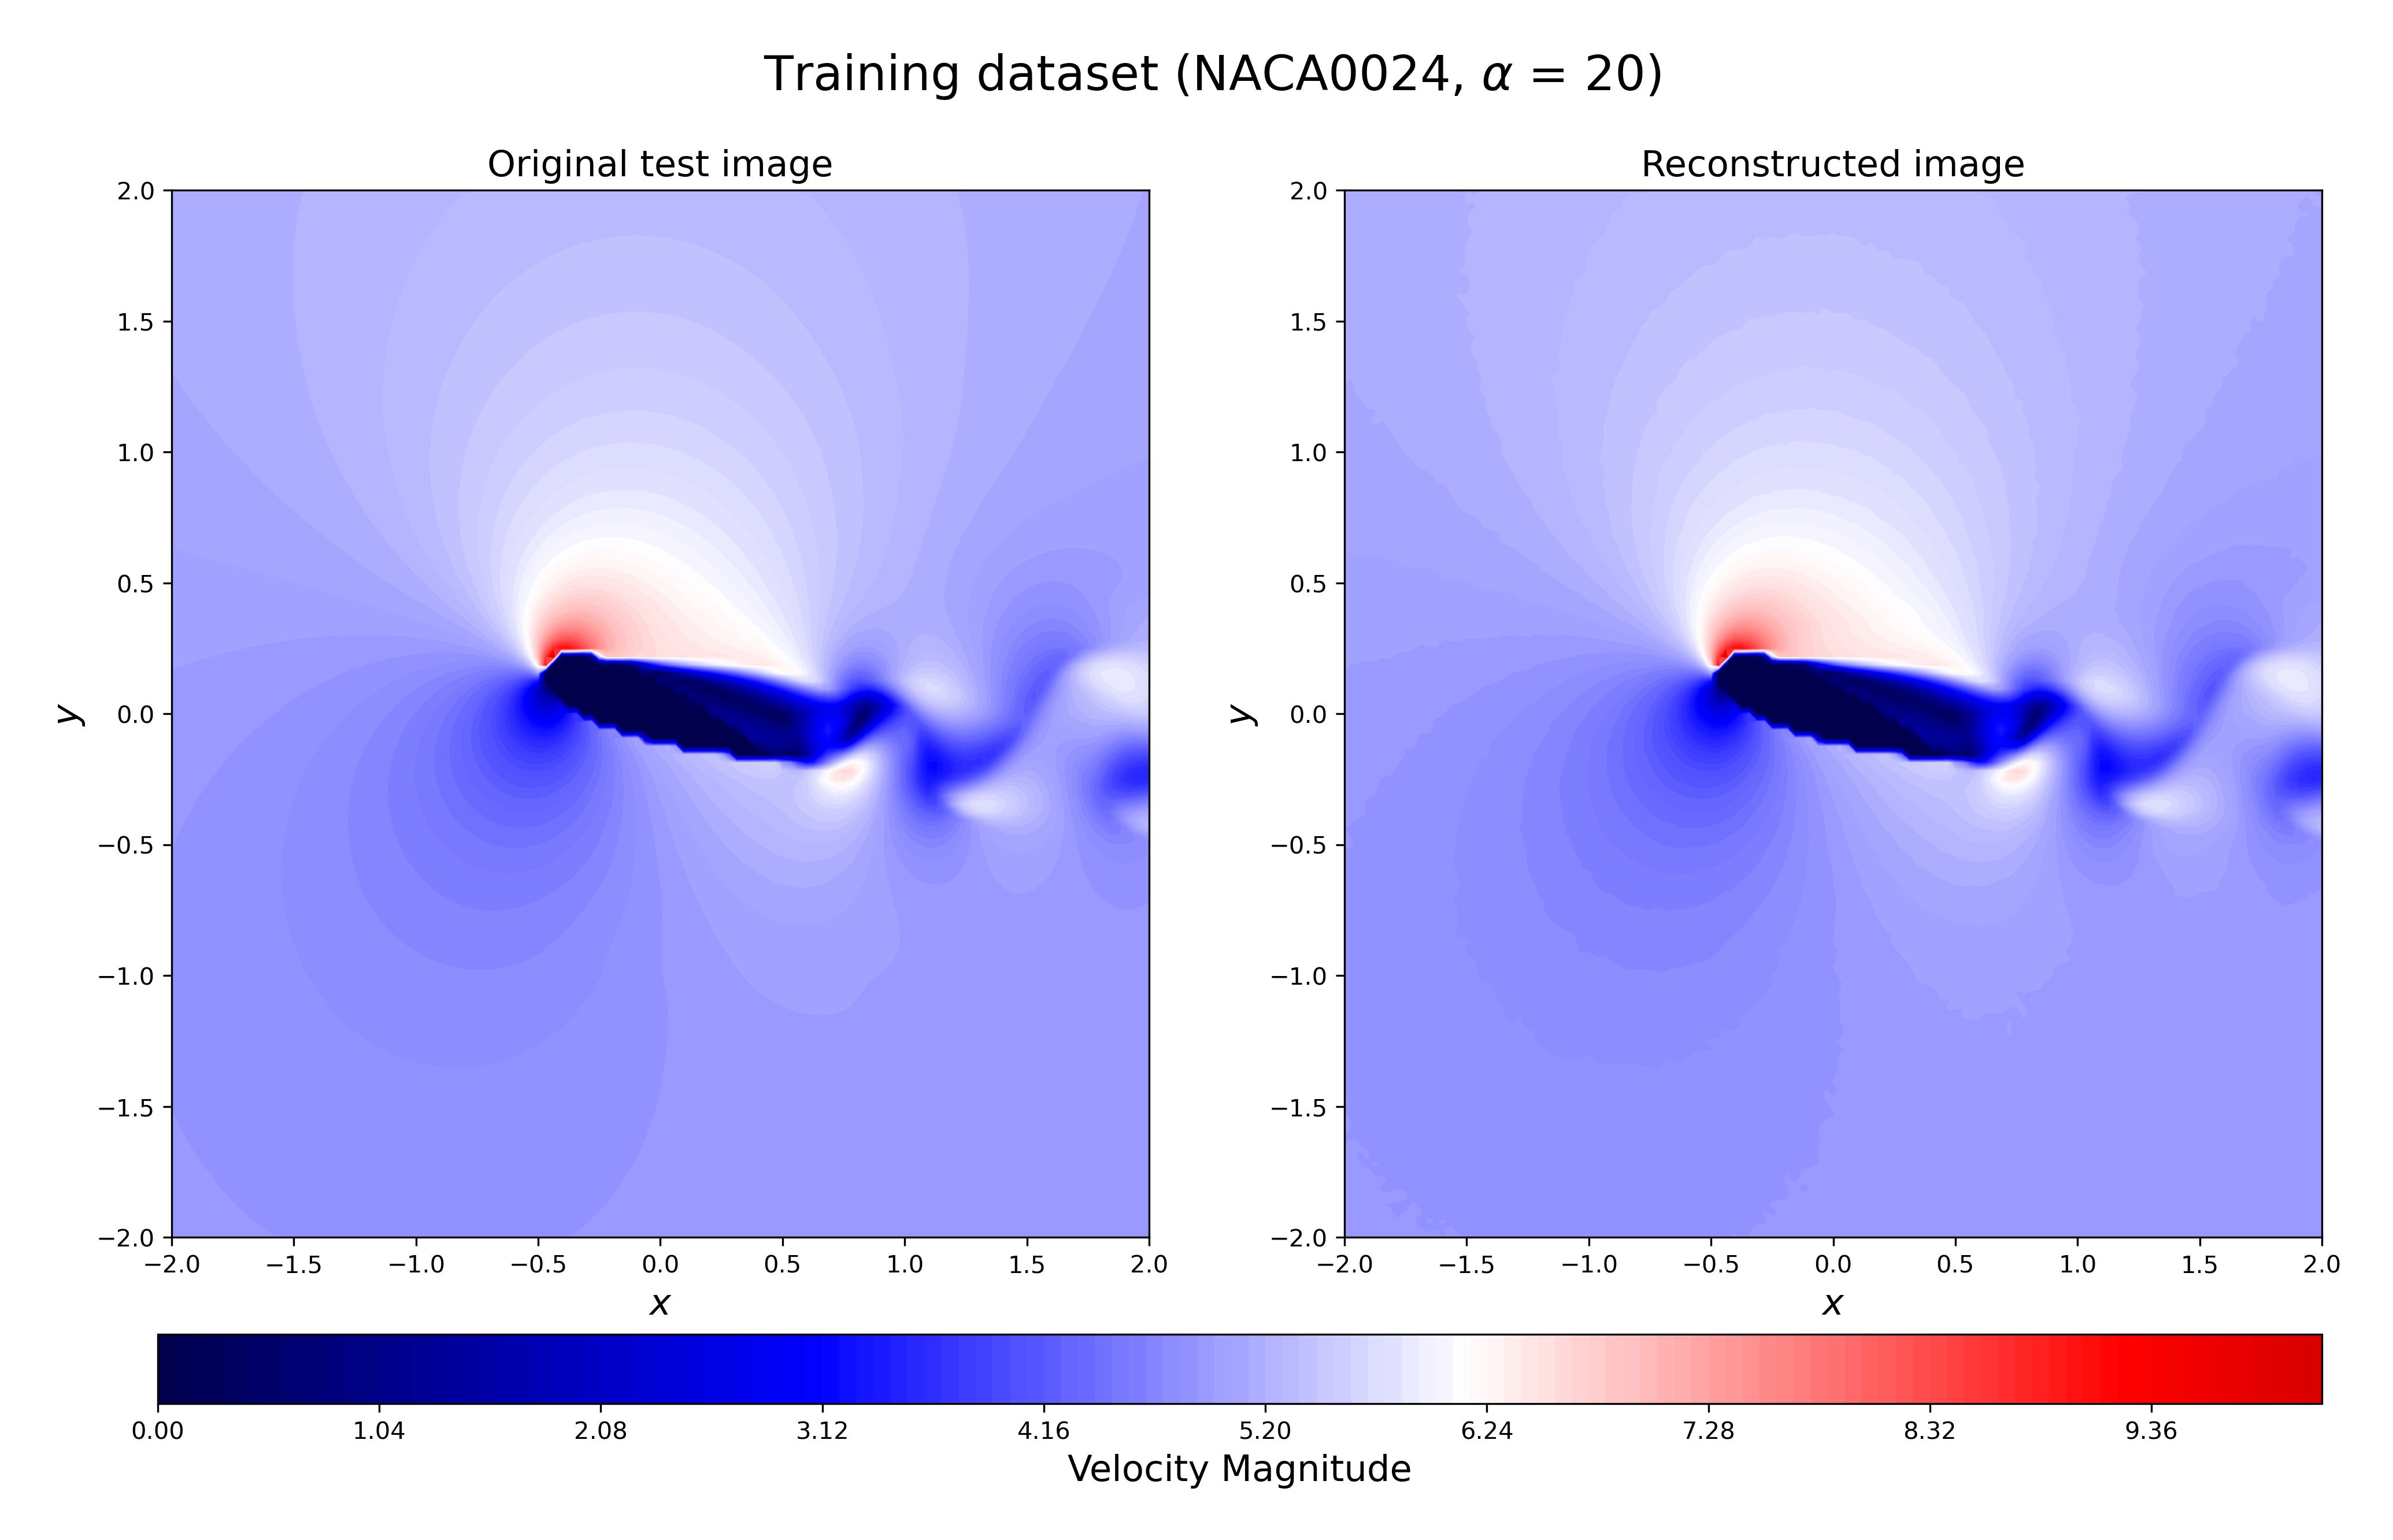 Training dataset (NACA0024, α = 20)
Original test image
2.0
1.5
1.0
0.5
0.0
−0.5
−1.0
−1.5
−2.0
y
−2.0 −1.5 −1.0 −0.5 0.0 0.5 1.0 1.5 2.0
x
Reconstructed image
2.0
1.5
1.0
0.5
0.0
−0.5
−1.0
−1.5
−2.0
y
−2.0 −1.5 −1.0 −0.5 0.0 0.5 1.0 1.5 2.0
x
0.00 1.04 2.08 3.12 4.16 5.20 6.24 7.28 8.32 9.36
Velocity Magnitude